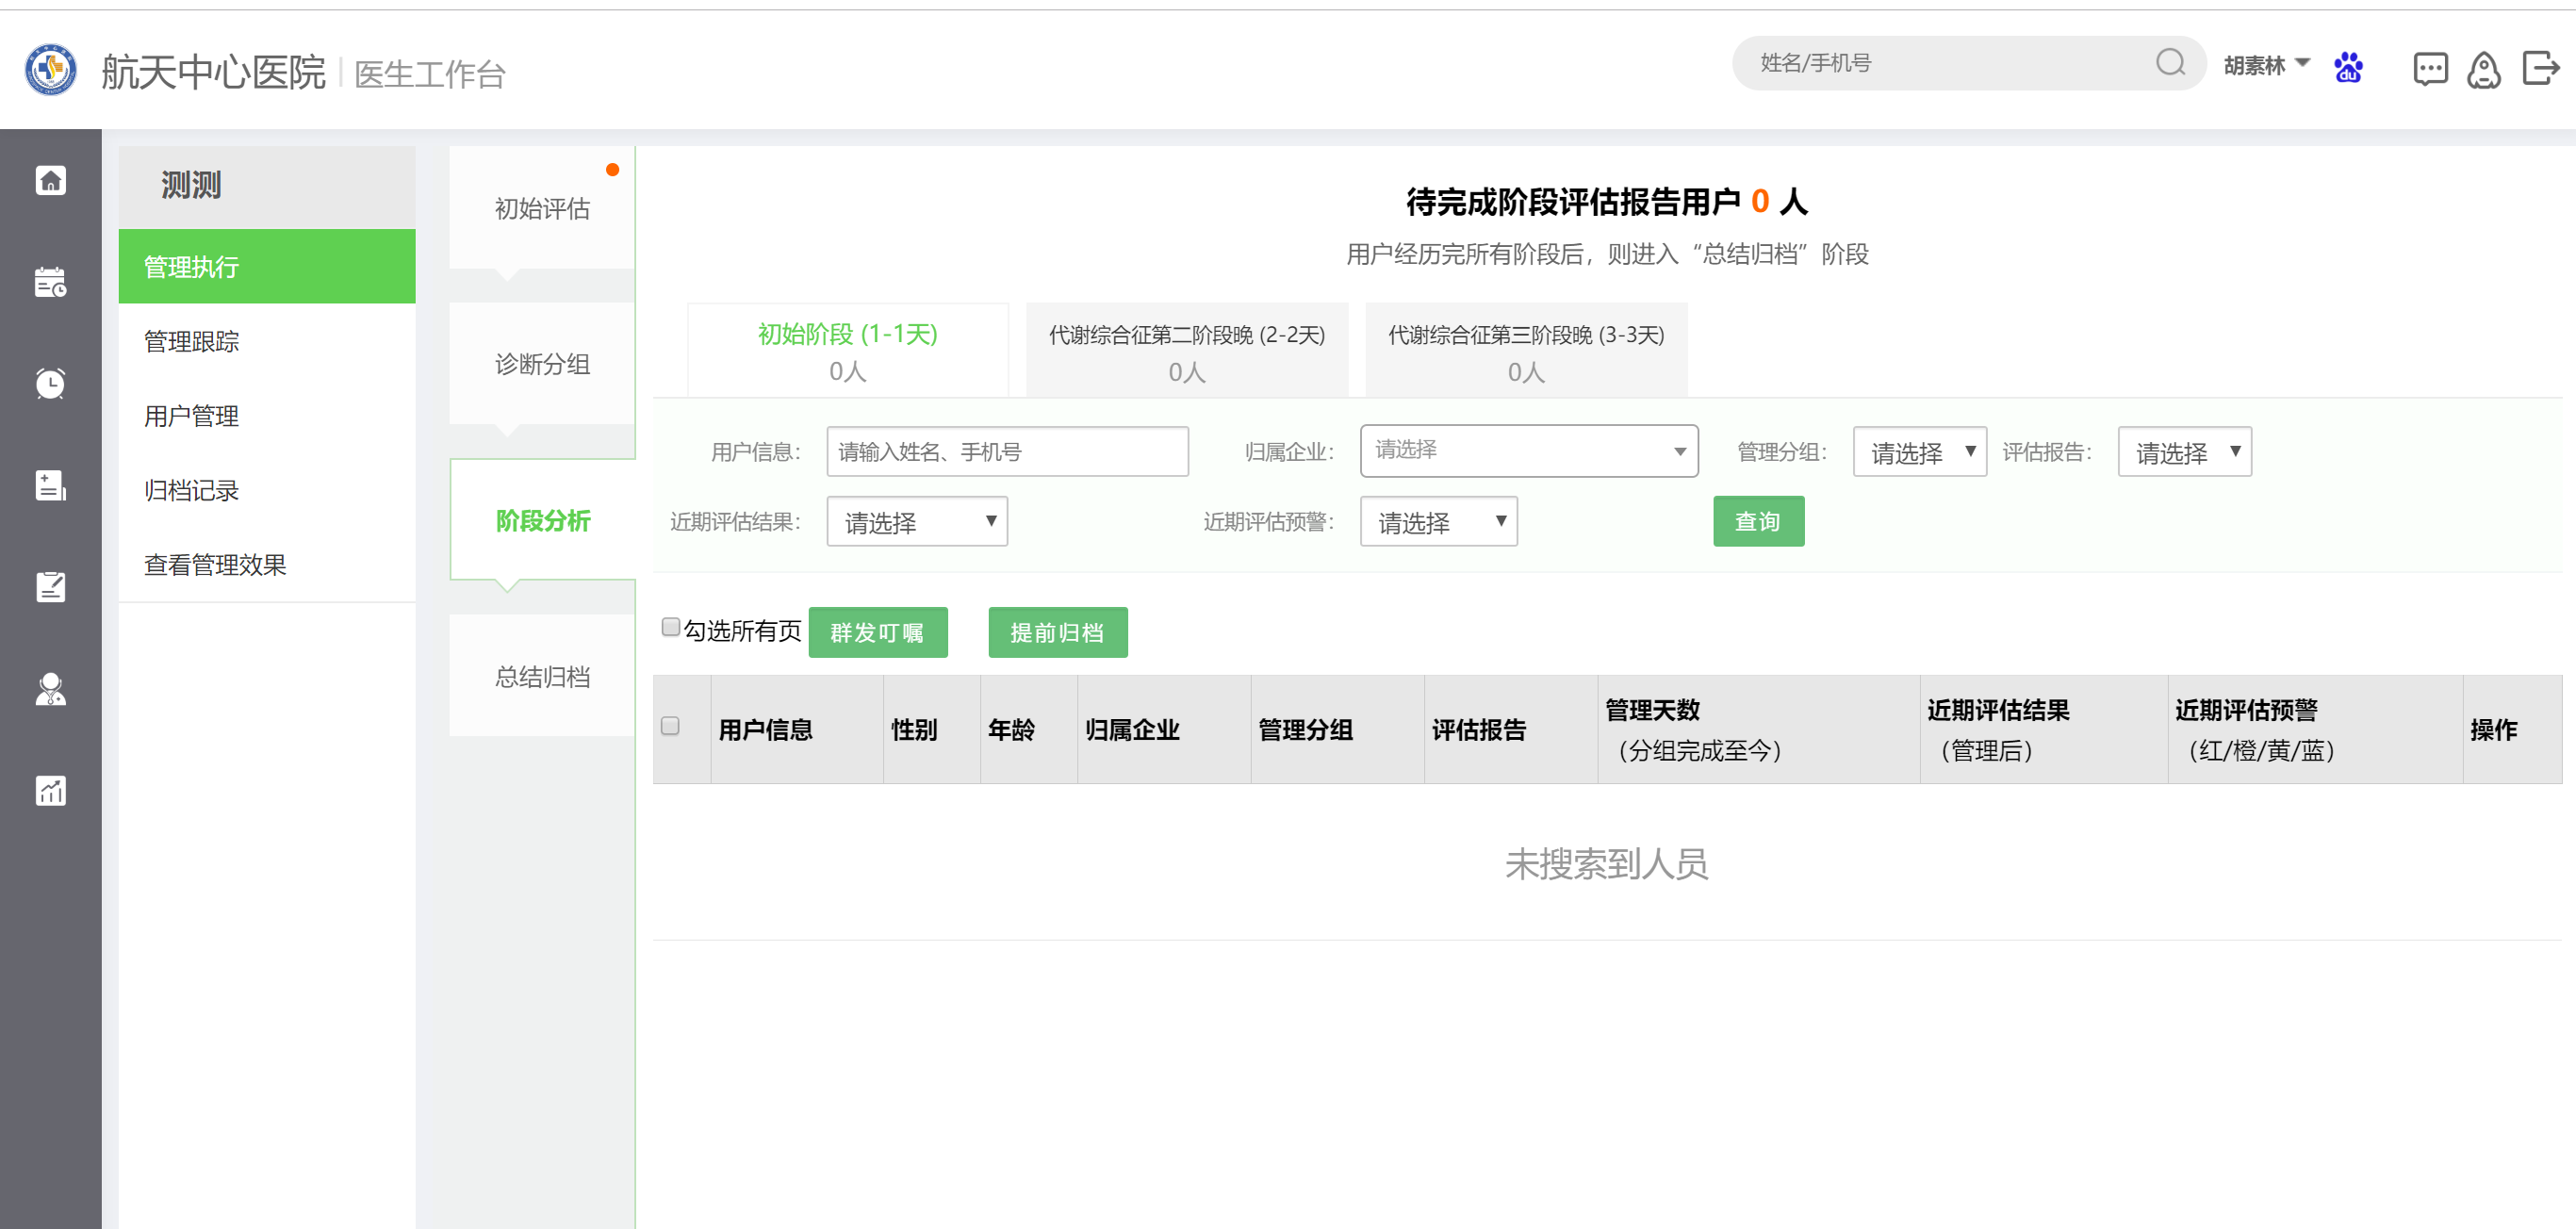 航天中心医院 | 医生工作台
姓名/手机号
胡素林
du
测测
管理执行
管理跟踪
用户管理
归档记录
查看管理效果
初始评估
诊断分组
阶段分析
总结归档
待完成阶段评估报告用户 0 人
用户经历完所有阶段后，则进入“总结归档”阶段
初始阶段 (1-1天)
0人
代谢综合征第二阶段晚 (2-2天)
0人
代谢综合征第三阶段晚 (3-3天)
0人
用户信息： 请输入姓名、手机号 归属企业： 请选择 管理分组： 请选择 评估报告： 请选择
近期评估结果： 请选择 近期评估预警： 请选择 查询
勾选所有页 群发叮嘱 提前归档
用户信息 性别 年龄 归属企业 管理分组 评估报告 管理天数 近期评估结果 近期评估预警 操作
（分组完成至今） （管理后） （红/橙/黄/蓝）
未搜索到人员